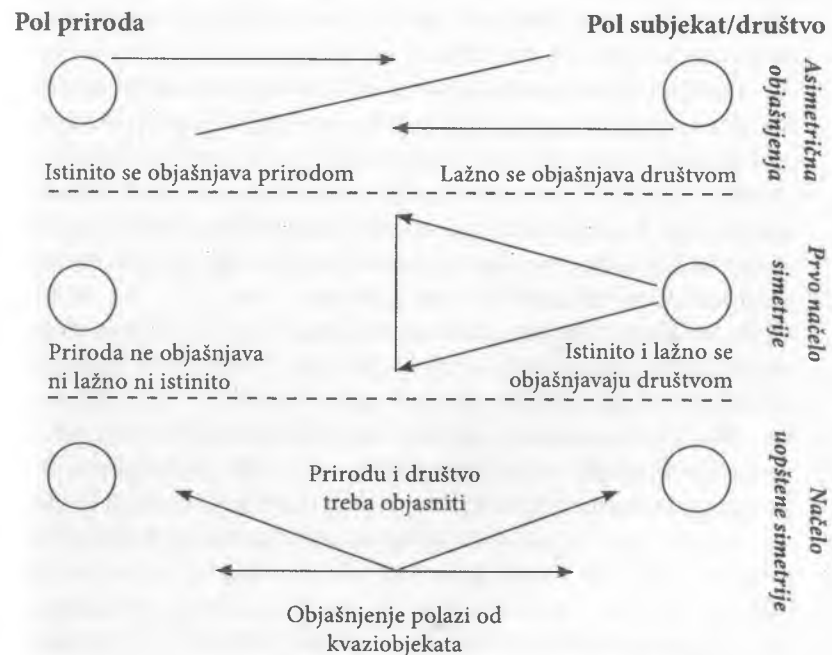 Pol priroda
Pol subjekat/društvo
Asimetrična
objašnjenja
Istinito se objašnjava prirodom
Lažno se objašnjava društvom
Prvo načelo
simetrije
Priroda ne objašnjava
ni lažno ni istinito
Istinito i lažno se
objašnjavaju društvom
Načelo
uopštene simetrije
Prirodu i društvo
treba objasniti
Objašnjenje polazi od
kvaziobjekata